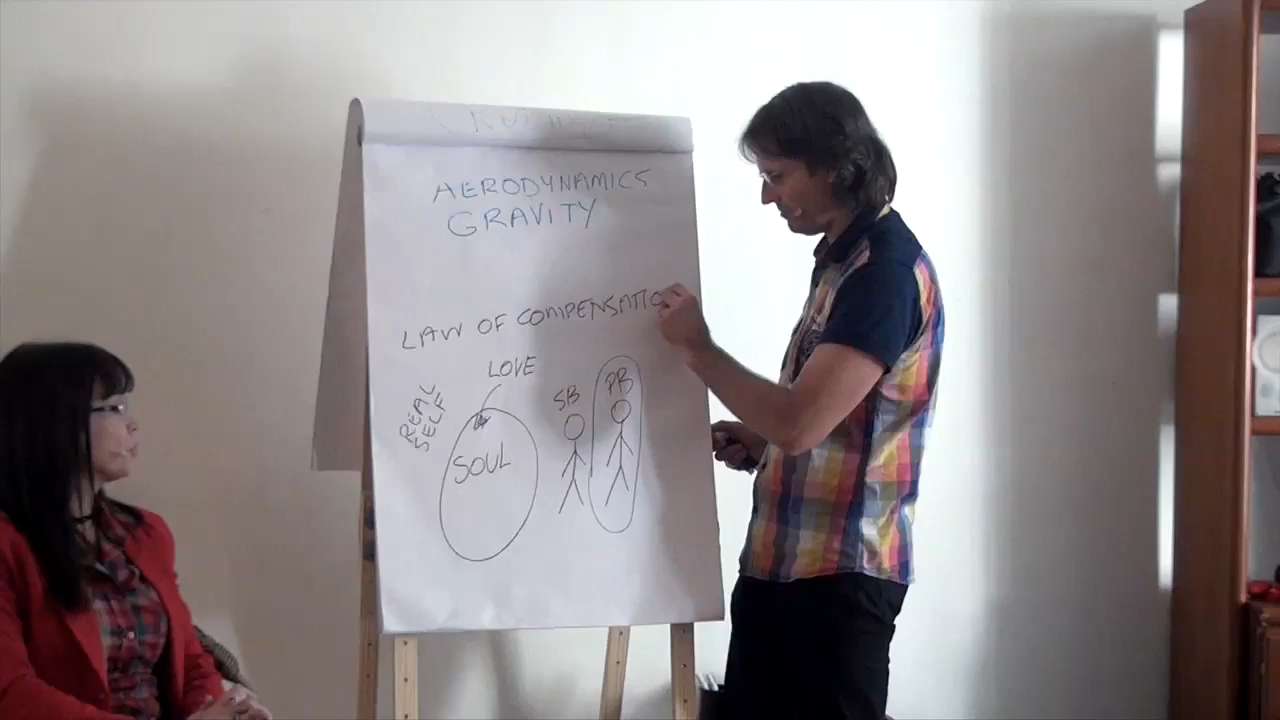 AERODYNAMICS
GRAVITY
LAW OF COMPENSATIO
LOVE
REAL
SELF
SOUL
SB
PB